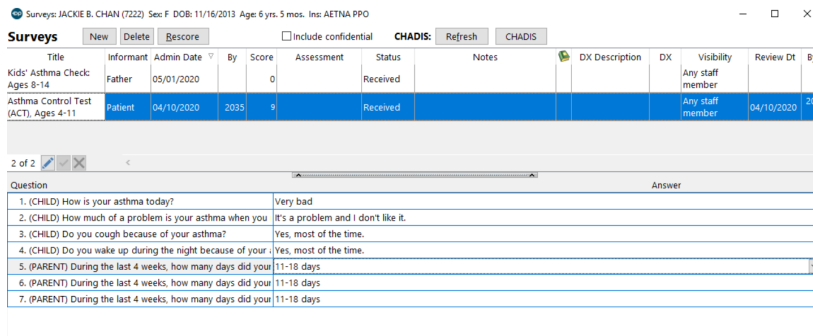 Surveys: JACKIE B. CHAN (7222) Sex: F DOB: 11/16/2013 Age: 6 yrs. 5 mos. Ins: AETNA PPO
Surveys New Delete Rescore Include confidential CHADIS: Refresh CHADIS
Title Informant Admin Date By Score Assessment Status Notes DX Description DX Visibility Review Dt
Kids' Asthma Check: Ages 8-14 Father 05/01/2020 0 Received Any staff member
Asthma Control Test (ACT), Ages 4-11 Patient 04/10/2020 2035 9 Received Any staff member 04/10/2020 20
2 of 2
Question Answer
1. (CHILD) How is your asthma today? Very bad
2. (CHILD) How much of a problem is your asthma when you It's a problem and I don't like it.
3. (CHILD) Do you cough because of your asthma? Yes, most of the time.
4. (CHILD) Do you wake up during the night because of your Yes, most of the time.
5. (PARENT) During the last 4 weeks, how many days did your 11-18 days
6. (PARENT) During the last 4 weeks, how many days did your 11-18 days
7. (PARENT) During the last 4 weeks, how many days did your 11-18 days